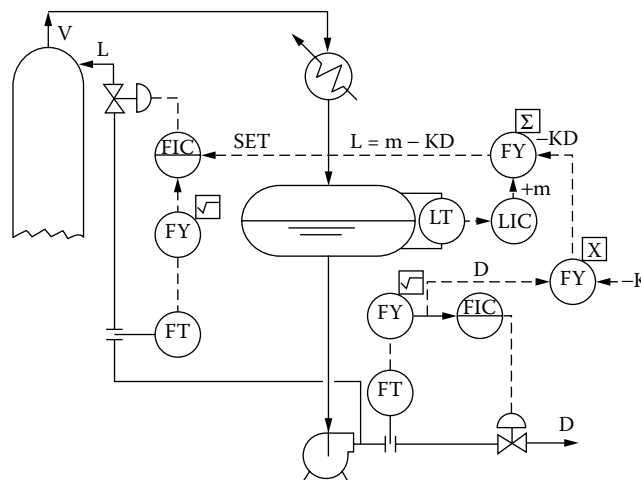 V
L
Σ
FIC
SET
L = m – KD
FY
–KD
+m
FY
√
LT
LIC
D
X
√
FY
–K
FY
FIC
FT
FT
D